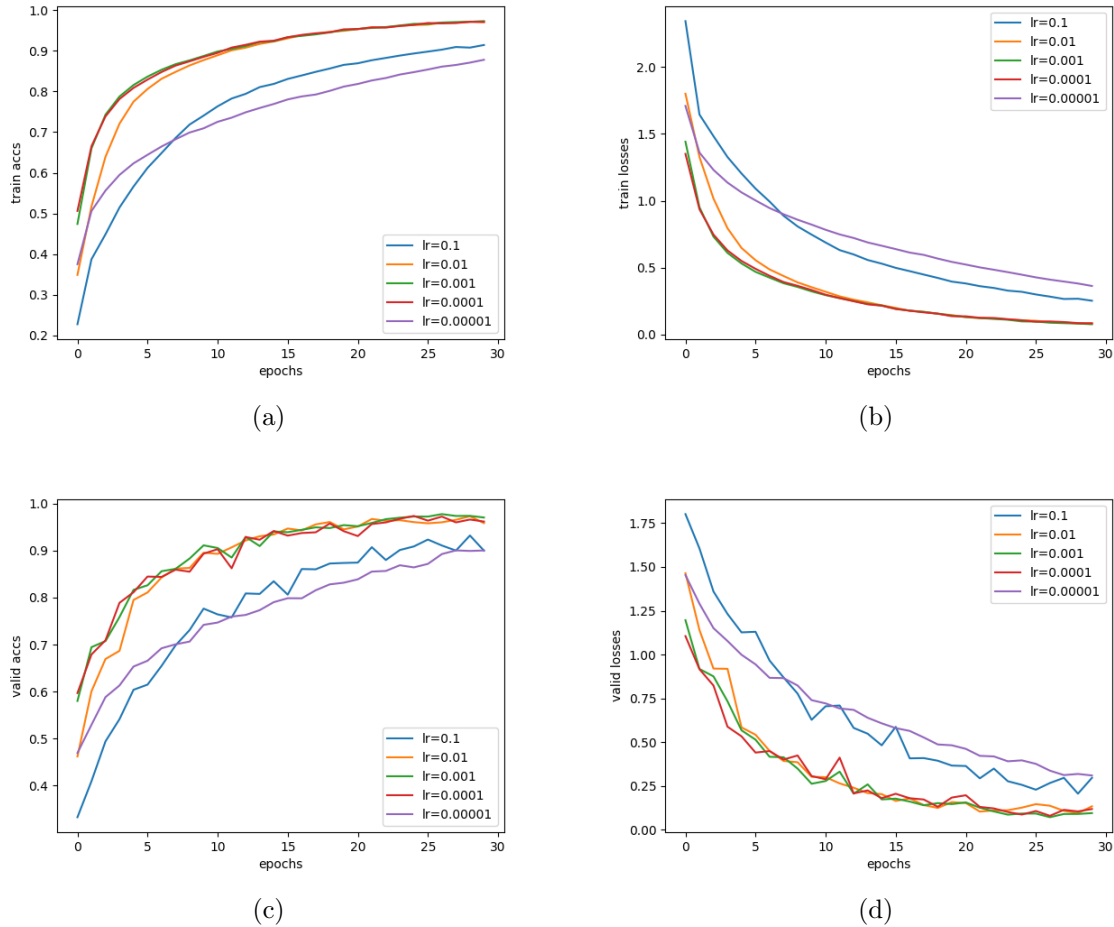 1.0
0.9
0.8
0.7
0.6
0.5
0.4
0.3
0.2
train accs
0 5 10 15 20 25 30
epochs
lr=0.1
lr=0.01
lr=0.001
lr=0.0001
lr=0.00001
(a)
2.0
1.5
1.0
0.5
0.0
train losses
0 5 10 15 20 25 30
epochs
lr=0.1
lr=0.01
lr=0.001
lr=0.0001
lr=0.00001
(b)
1.0
0.9
0.8
0.7
0.6
0.5
0.4
valid accs
0 5 10 15 20 25 30
epochs
lr=0.1
lr=0.01
lr=0.001
lr=0.0001
lr=0.00001
(c)
1.75
1.50
1.25
1.00
0.75
0.50
0.25
0.00
valid losses
0 5 10 15 20 25 30
epochs
lr=0.1
lr=0.01
lr=0.001
lr=0.0001
lr=0.00001
(d)